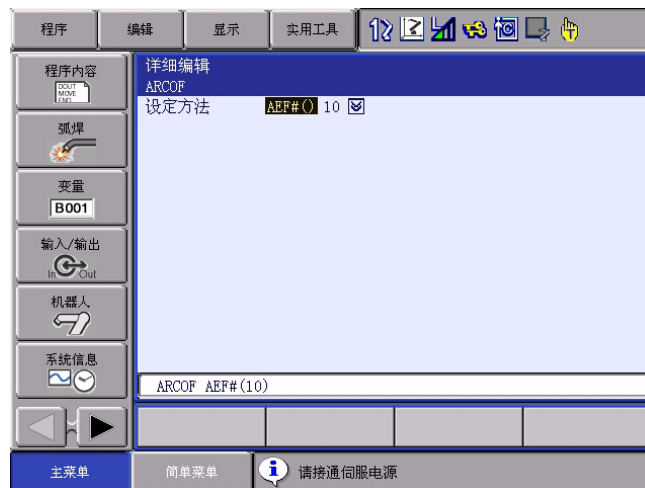 程序
编辑
显示
实用工具
程序内容
DOUT
MOVE
END
弧焊
变量
B001
输入/输出
In Out
机器人
系统信息
详细编辑
ARCOF
设定方法 AEF#() 10
ARCOF AEF#(10)
主菜单
简单菜单
请接通伺服电源